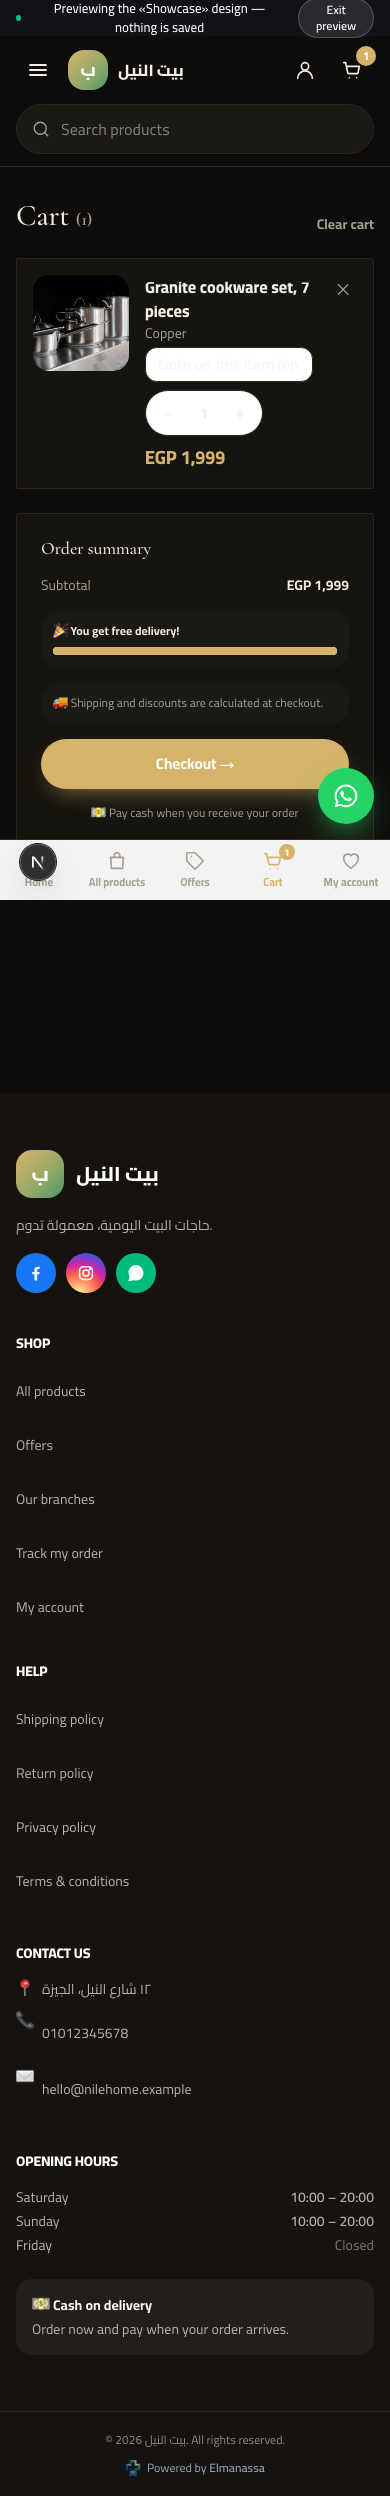 Previewing the «Showcase» design —
nothing is saved
Exit
preview
ب
بيت النيل
1
Search products
Cart (1)
Clear cart
Granite cookware set, 7
pieces
Copper
Note on this item (op
− 1 +
EGP 1,999
Order summary
Subtotal EGP 1,999
🎉 You get free delivery!
🚚 Shipping and discounts are calculated at checkout.
Checkout →
💵 Pay cash when you receive your order
N
Home
All products
Offers
1
Cart
My account
ب
بيت النيل
حاجات البيت اليومية، معمولة تدوم.
SHOP
All products
Offers
Our branches
Track my order
My account
HELP
Shipping policy
Return policy
Privacy policy
Terms & conditions
CONTACT US
📍 ١٢ شارع النيل، الجيزة
📞 01012345678
✉️ hello@nilehome.example
OPENING HOURS
Saturday 10:00 – 20:00
Sunday 10:00 – 20:00
Friday Closed
💵 Cash on delivery
Order now and pay when your order arrives.
© 2026 بيت النيل. All rights reserved.
Powered by Elmanassa